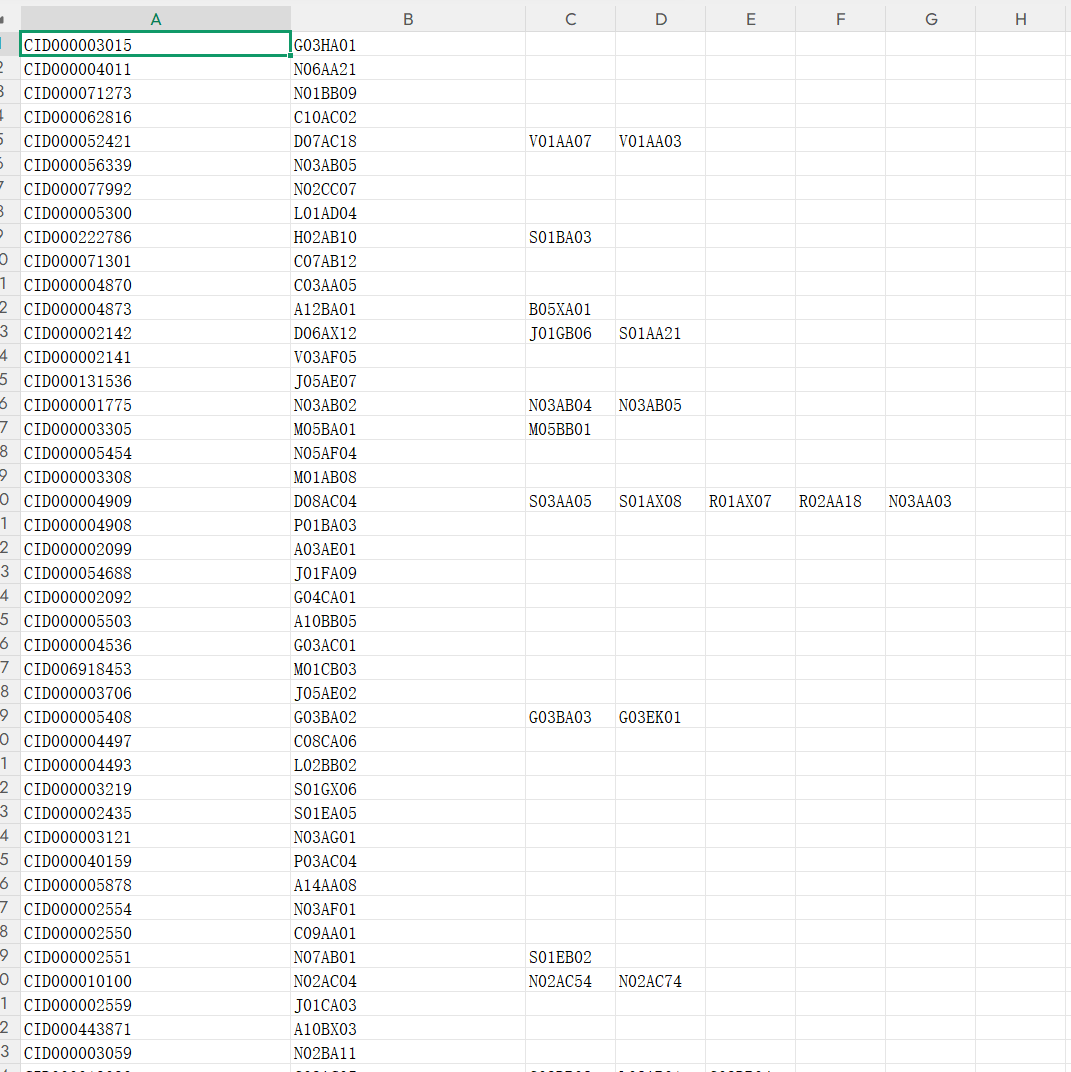 A B C D E F G H
CID000003015 G03HA01
2 CID000004011 N06AA21
3 CID000071273 N01BB09
4 CID000062816 C10AC02
5 CID000052421 D07AC18 V01AA07 V01AA03
6 CID000056339 N03AB05
7 CID000077992 N02CC07
8 CID000005300 L01AD04
9 CID000222786 H02AB10 S01BA03
0 CID000071301 C07AB12
1 CID000004870 C03AA05
2 CID000004873 A12BA01 B05XA01
3 CID000002142 D06AX12 J01GB06 S01AA21
4 CID000002141 V03AF05
5 CID000131536 J05AE07
6 CID000001775 N03AB02 N03AB04 N03AB05
7 CID000003305 M05BA01 M05BB01
8 CID000005454 N05AF04
9 CID000003308 M01AB08
0 CID000004909 D08AC04 S03AA05 S01AX08 R01AX07 R02AA18 N03AA03
1 CID000004908 P01BA03
2 CID000002099 A03AE01
3 CID000054688 J01FA09
4 CID000002092 G04CA01
5 CID000005503 A10BB05
6 CID000004536 G03AC01
7 CID006918453 M01CB03
8 CID000003706 J05AE02
9 CID000005408 G03BA02 G03BA03 G03EK01
0 CID000004497 C08CA06
1 CID000004493 L02BB02
2 CID000003219 S01GX06
3 CID000002435 S01EA05
4 CID000003121 N03AG01
5 CID000040159 P03AC04
6 CID000005878 A14AA08
7 CID000002554 N03AF01
8 CID000002550 C09AA01
9 CID000002551 N07AB01 S01EB02
0 CID000010100 N02AC04 N02AC54 N02AC74
1 CID000002559 J01CA03
2 CID000443871 A10BX03
3 CID000003059 N02BA11